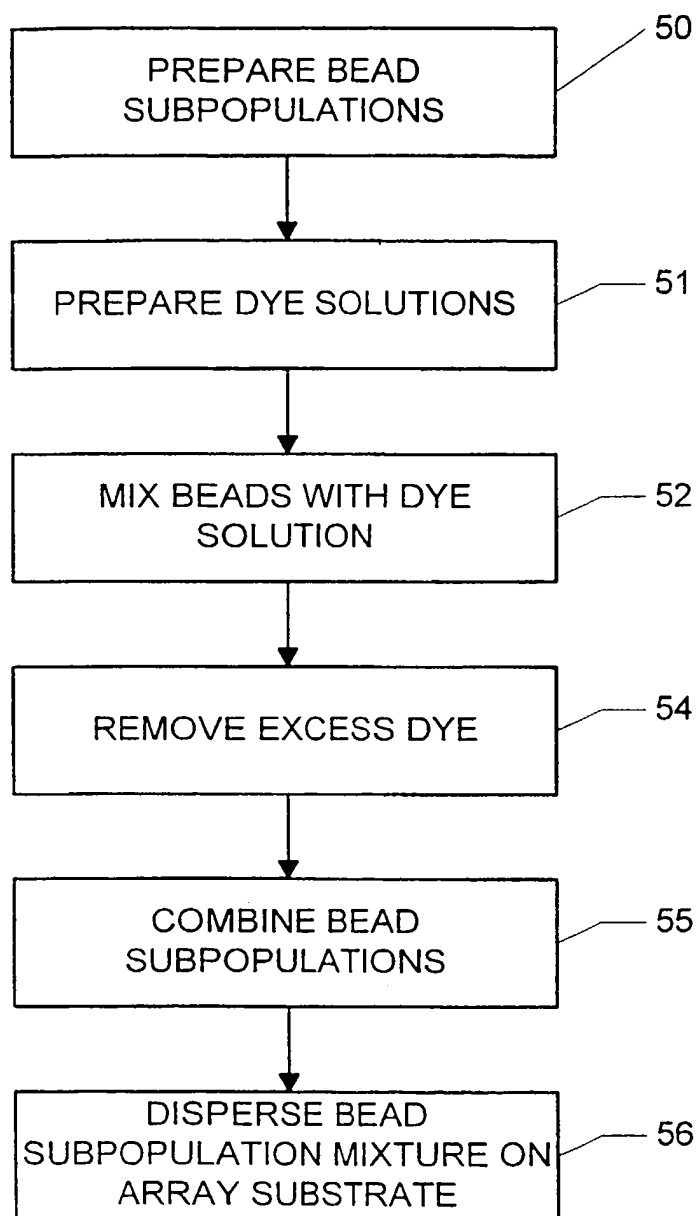 50
PREPARE BEAD
SUBPOPULATIONS
51
PREPARE DYE SOLUTIONS
52
MIX BEADS WITH DYE
SOLUTION
54
REMOVE EXCESS DYE
55
COMBINE BEAD
SUBPOPULATIONS
56
DISPERSE BEAD
SUBPOPULATION MIXTURE ON
ARRAY SUBSTRATE